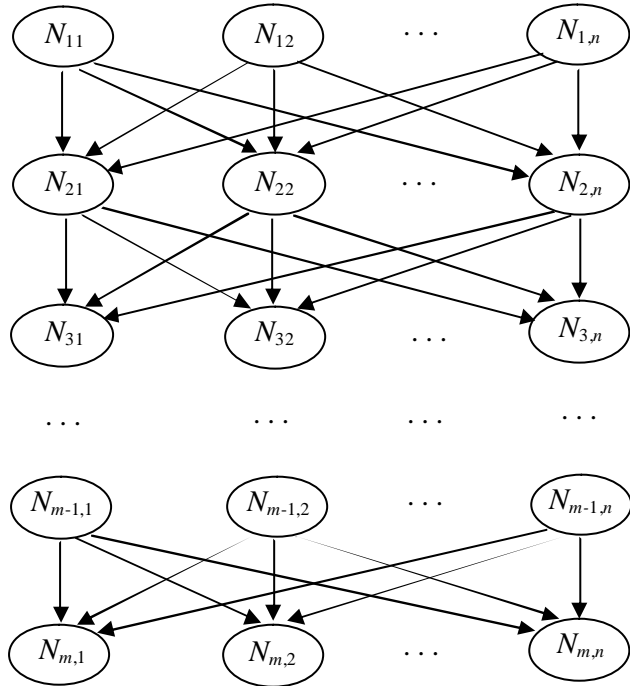 N11 N12 ... N1,n
N21 N22 ... N2,n
N31 N32 ... N3,n
... ... ... ...
Nm-1,1 Nm-1,2 ... Nm-1,n
Nm,1 Nm,2 ... Nm,n